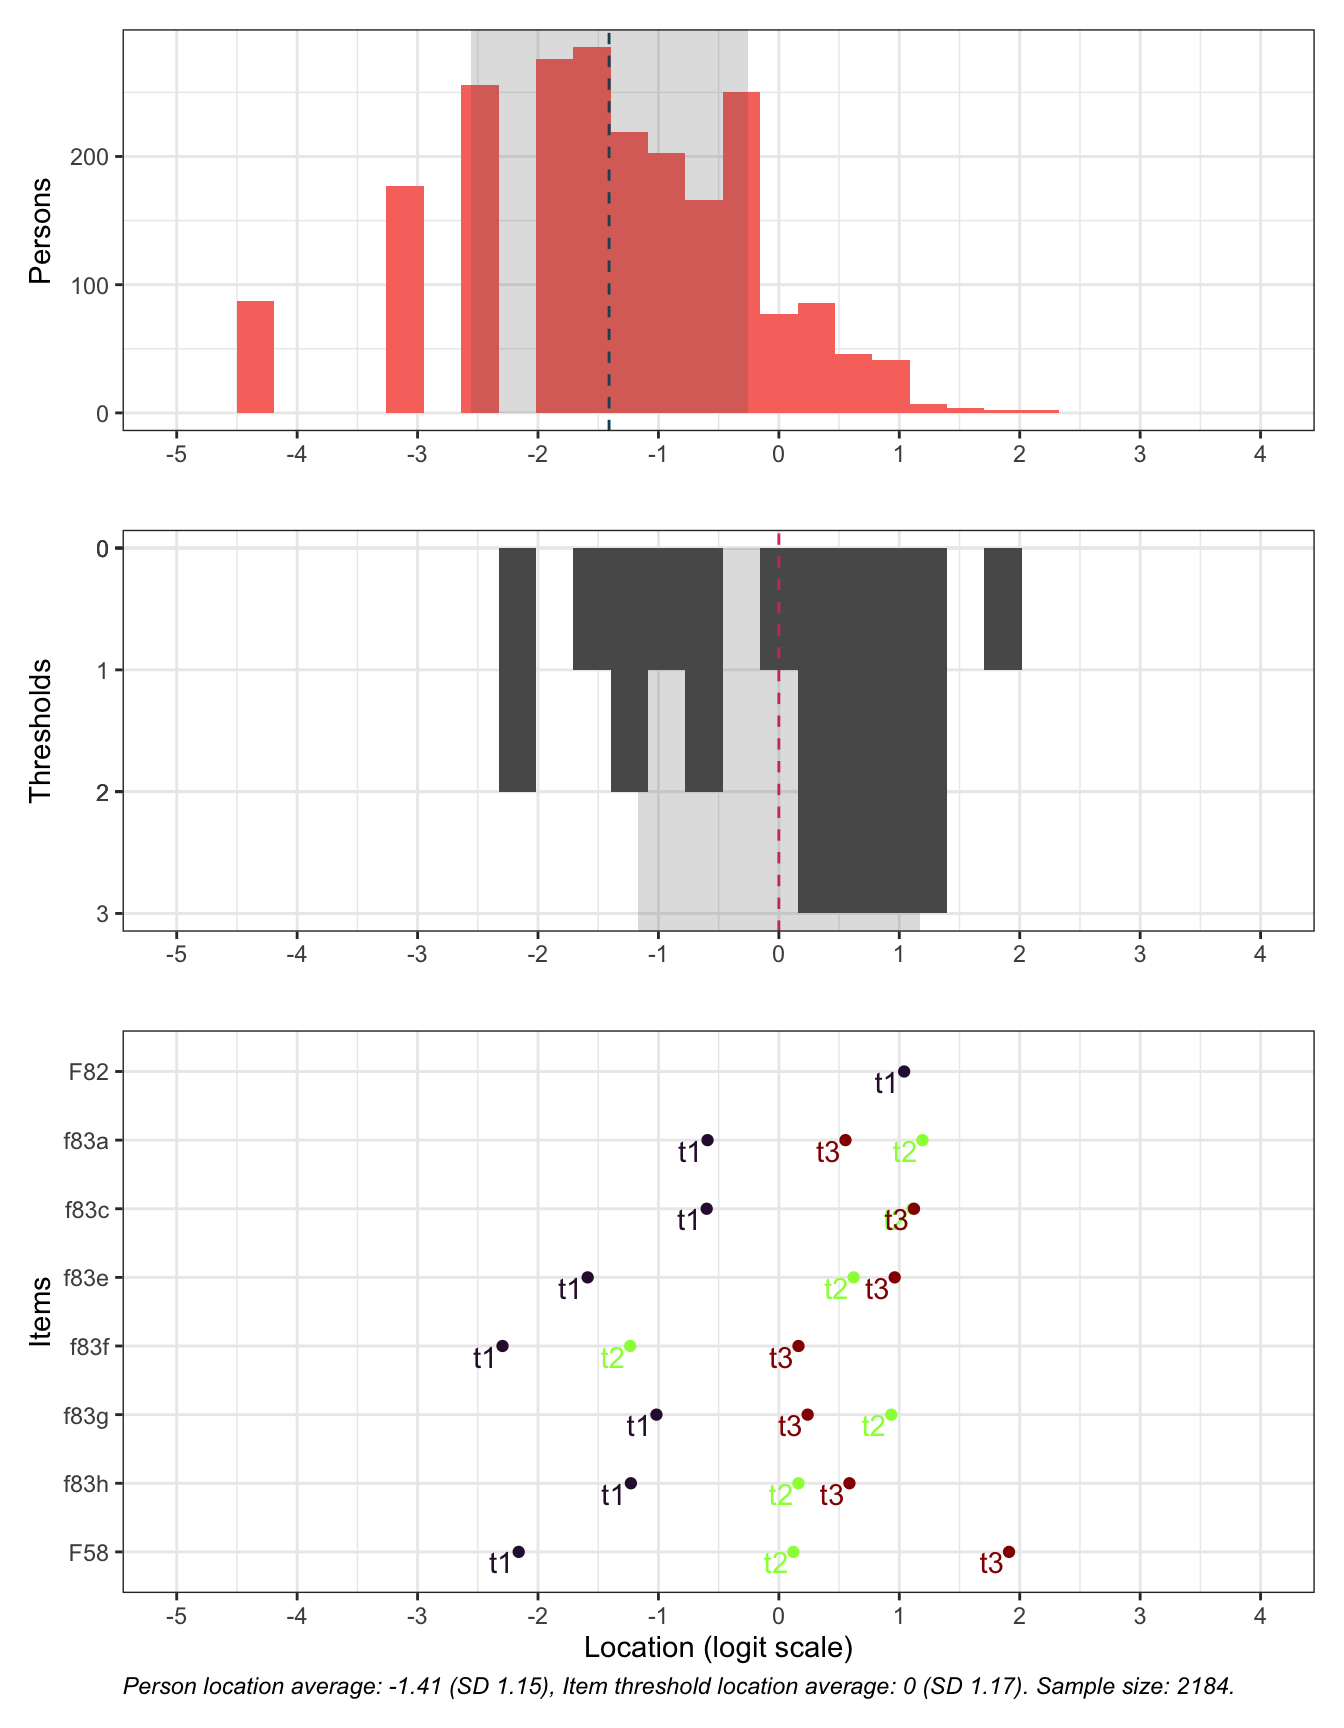 Persons
200
100
0
-5 -4 -3 -2 -1 0 1 2 3 4
Thresholds
0
1
2
3
-5 -4 -3 -2 -1 0 1 2 3 4
Items
F82 t1
f83a t1 t3 t2
f83c t1 t3
f83e t1 t2 t3
f83f t1 t2 t3
f83g t1 t3 t2
f83h t1 t2 t3
F58 t1 t2 t3
-5 -4 -3 -2 -1 0 1 2 3 4
Location (logit scale)
Person location average: -1.41 (SD 1.15), Item threshold location average: 0 (SD 1.17). Sample size: 2184.